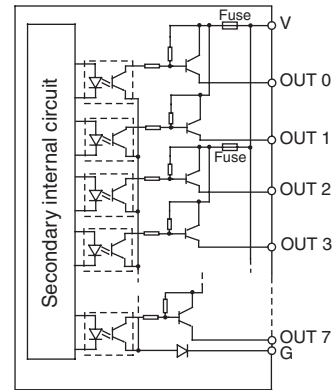 Fuse
V
OUT 0
OUT 1
Fuse
OUT 2
OUT 3
OUT 7
G
Secondary internal circuit